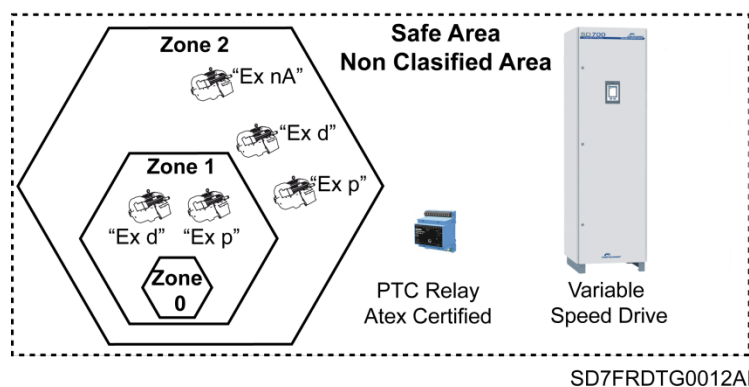 Zone 2
Safe Area
Non Clasified Area
SD700
“Ex nA”
“Ex d”
Zone 1
“Ex p”
“Ex d”
“Ex p”
Zone
0
PTC Relay
Atex Certified
Variable
Speed Drive